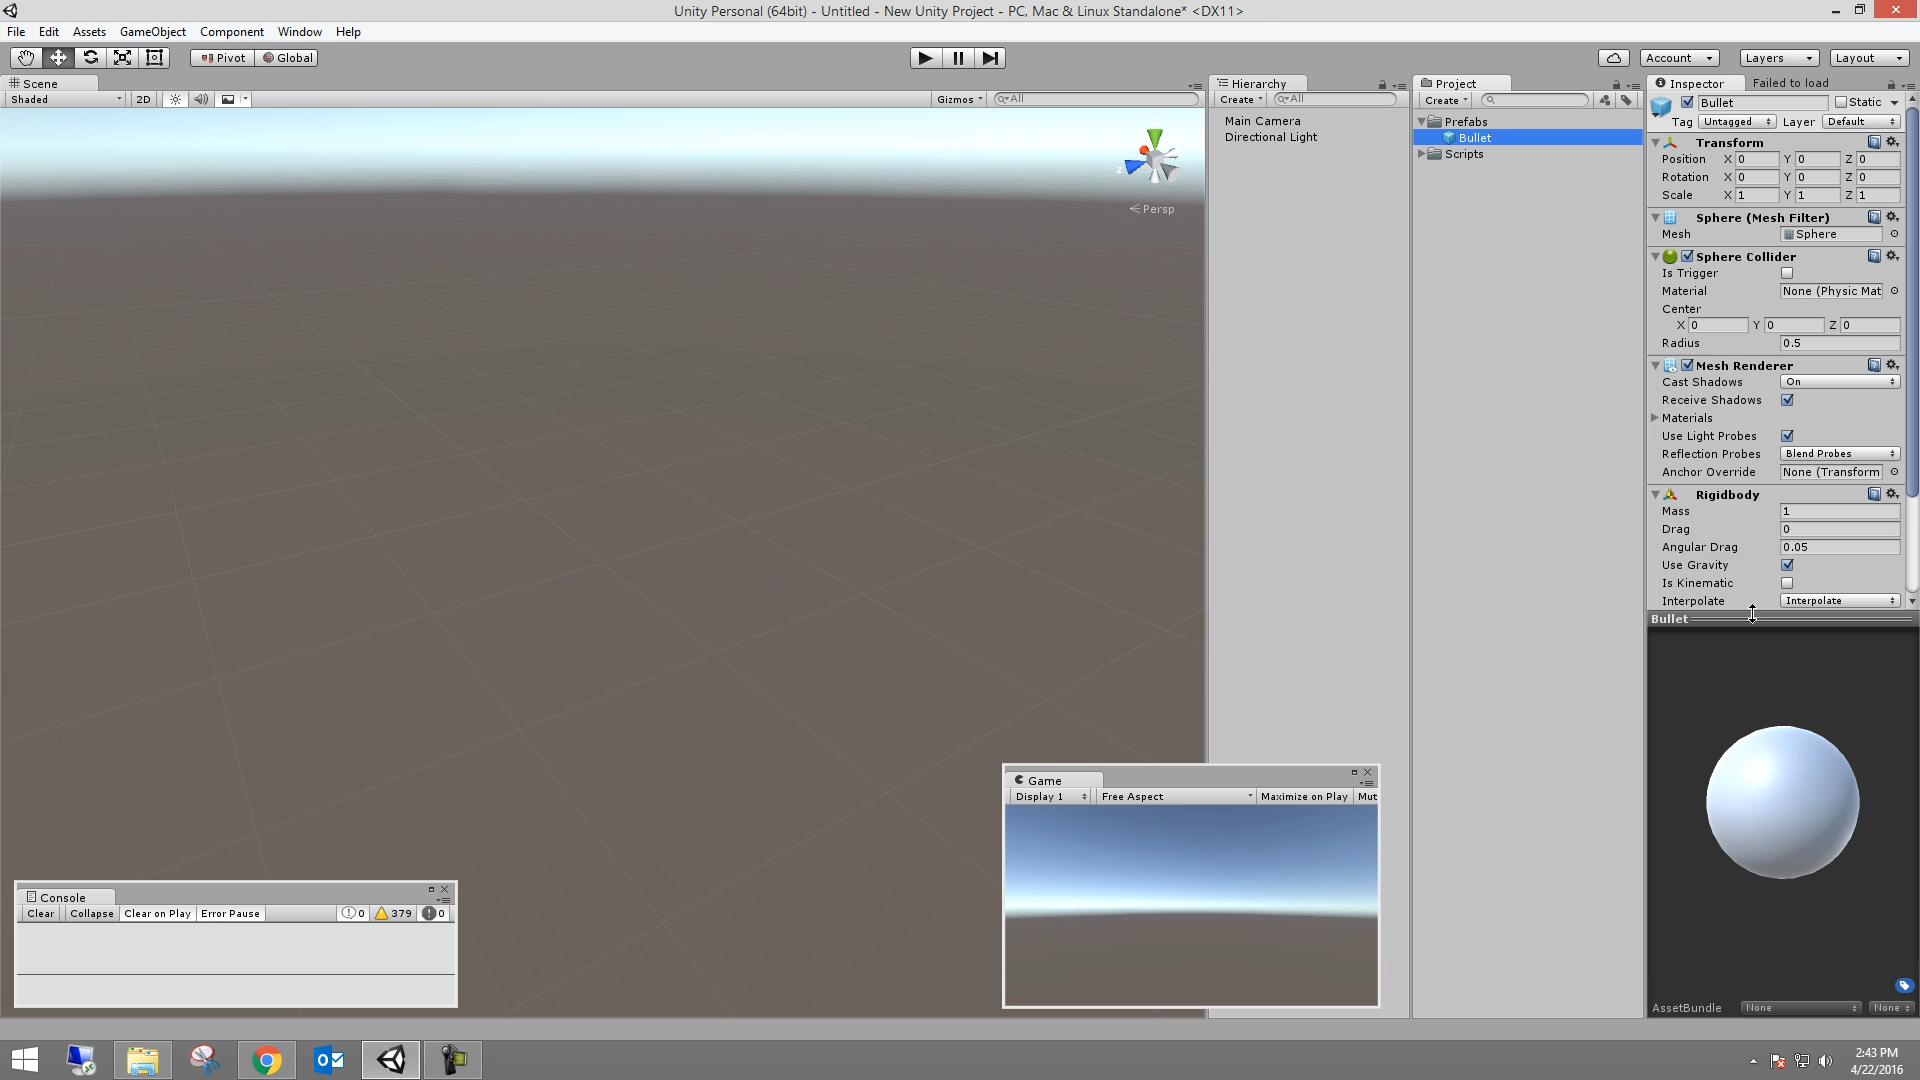 Unity Personal (64bit) - Untitled - New Unity Project - PC, Mac & Linux Standalone* <DX11>
File Edit Assets GameObject Component Window Help
Pivot Global Account Layers Layout
Scene Hierarchy Project Inspector Failed to load
Shaded 2D Gizmos All Create All Create Bullet Static
Main Camera Prefabs Tag Untagged Layer Default
Directional Light Bullet Transform
Scripts Position X 0 Y 0 Z 0
Rotation X 0 Y 0 Z 0
Scale X 1 Y 1 Z 1
z
Persp
Sphere (Mesh Filter)
Mesh Sphere
Sphere Collider
Is Trigger
Material None (Physic Mat
Center
X 0 Y 0 Z 0
Radius 0.5
Mesh Renderer
Cast Shadows On
Receive Shadows
Materials
Use Light Probes
Reflection Probes Blend Probes
Anchor Override None (Transform
Rigidbody
Mass 1
Drag 0
Angular Drag 0.05
Use Gravity
Is Kinematic
Interpolate Interpolate
Bullet
Game
Display 1 Free Aspect Maximize on Play Mut
Console
Clear Collapse Clear on Play Error Pause 0 379 0
AssetBundle None None
2:43 PM
4/22/2016